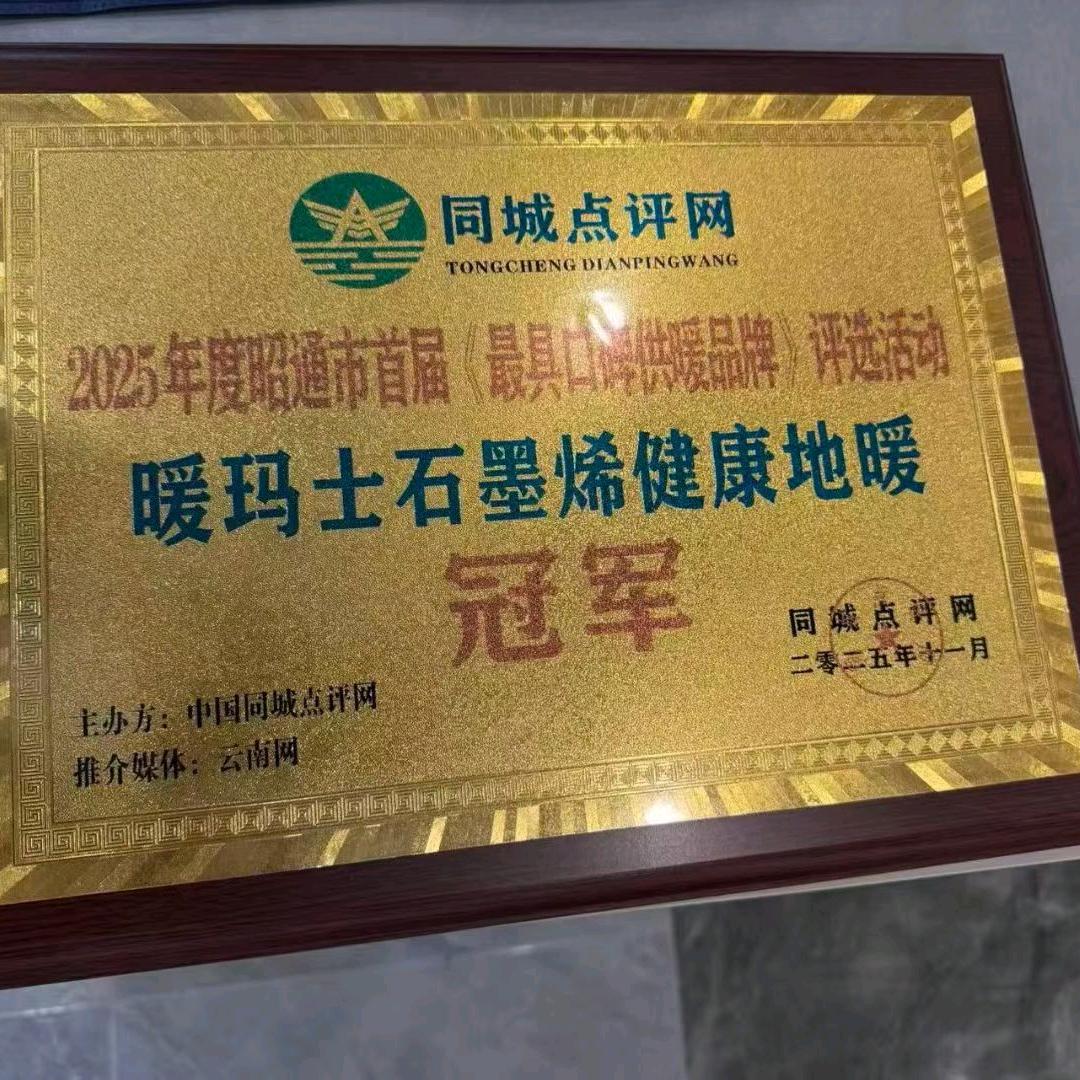 同城点评网
TONGCHENG DIANPINGWANG
2025年度昭通市首届《最具口碑供暖品牌》评选活动
暖玛士石墨烯健康地暖
冠军
同城点评网
二零二五年十一月
主办方：中国同城点评网
推介媒体：云南网